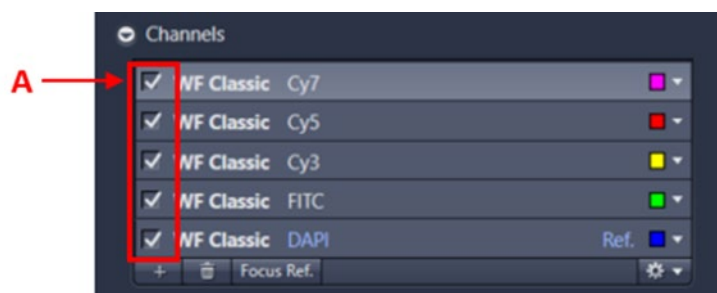 Channels
A
WF Classic Cy7
WF Classic Cy5
WF Classic Cy3
WF Classic FITC
WF Classic DAPI Ref.
+ Focus Ref.